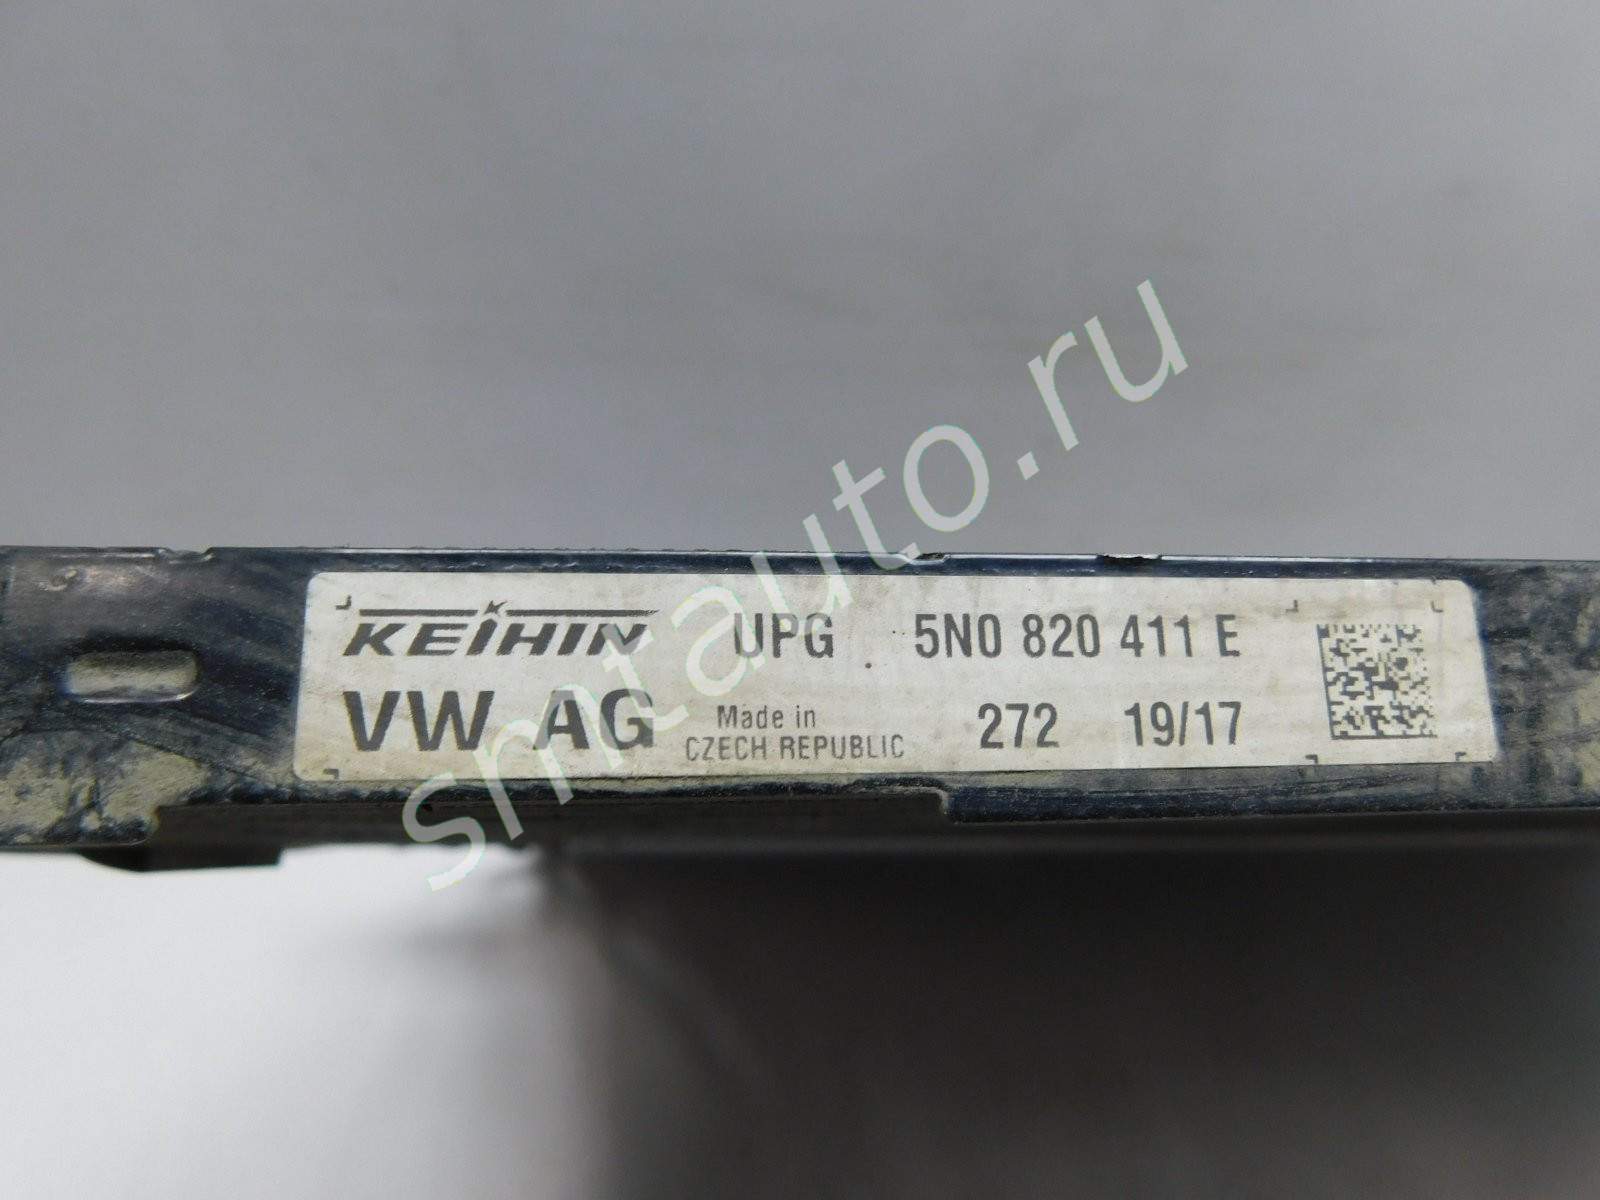 KEIHIN UPG . 5N0 820 411 E
VW AG Made in CZECH REPUBLIC 272 19/17
smtauto.ru